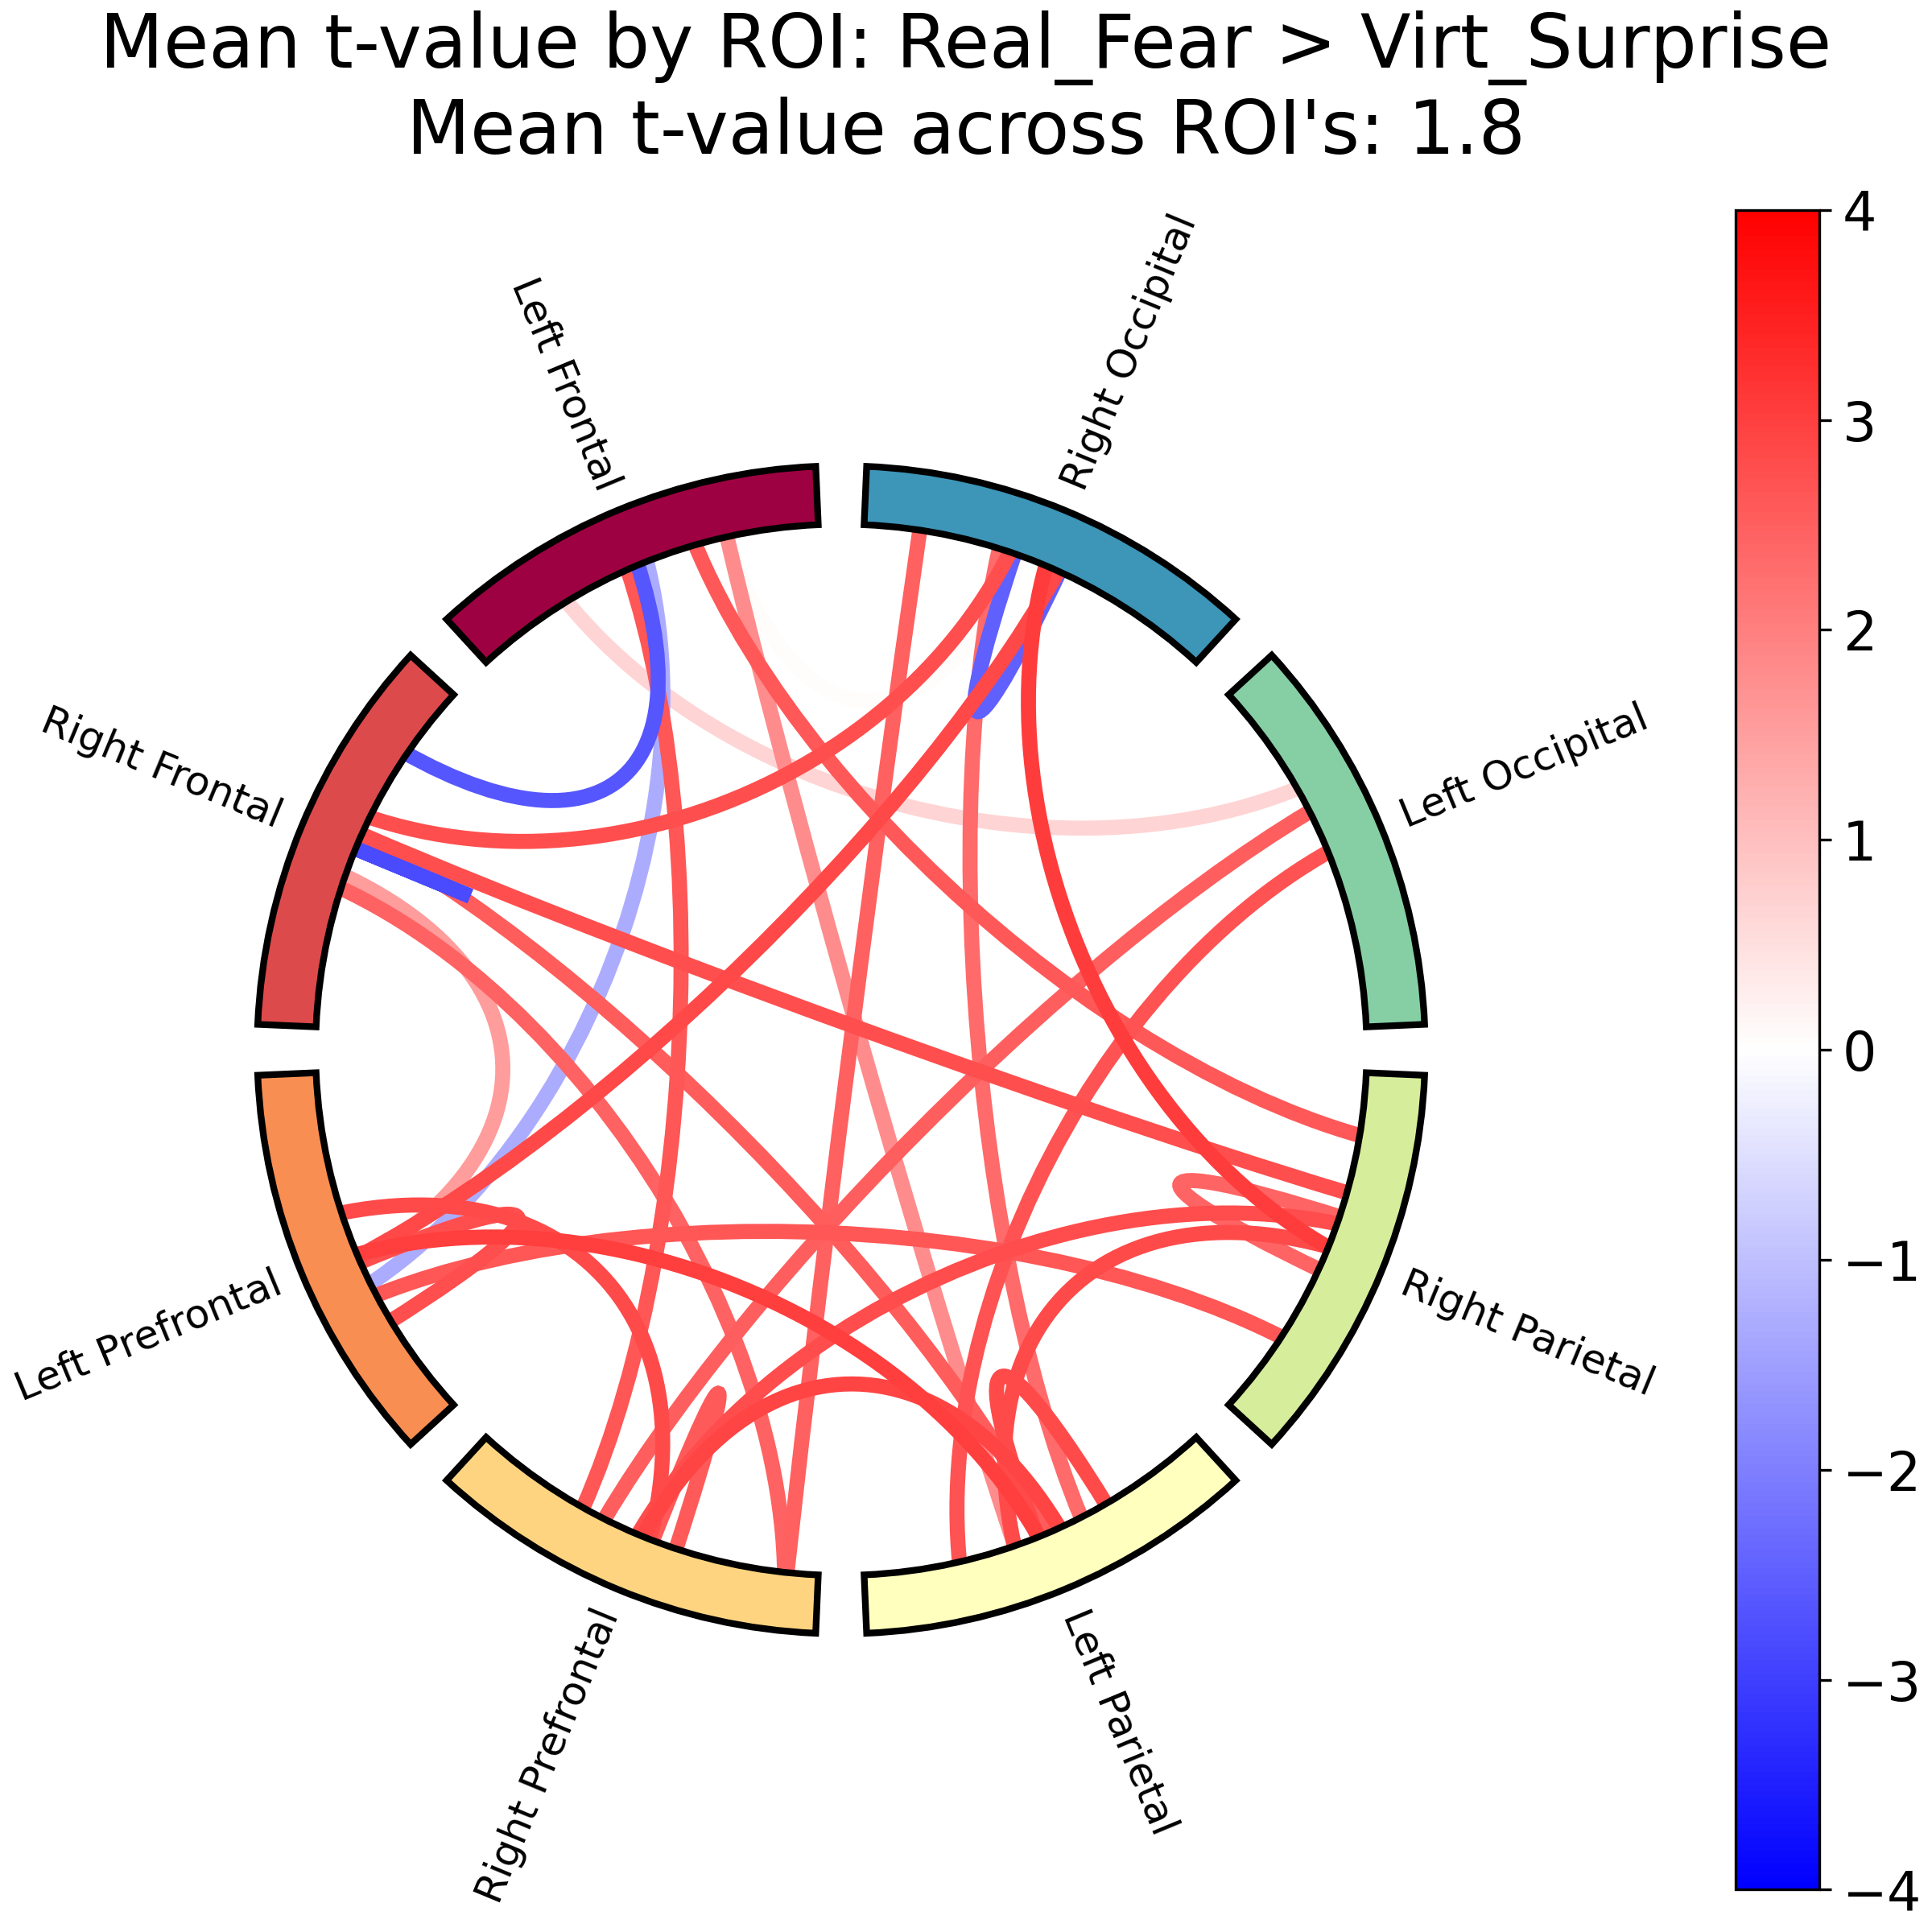 Mean t-value by ROI: Real_Fear > Virt_Surprise
Mean t-value across ROI's: 1.8
Left Frontal
Right Occipital
Right Frontal
Left Occipital
Left Prefrontal
Right Parietal
Right Prefrontal
Left Parietal
4
3
2
1
0
−1
−2
−3
−4